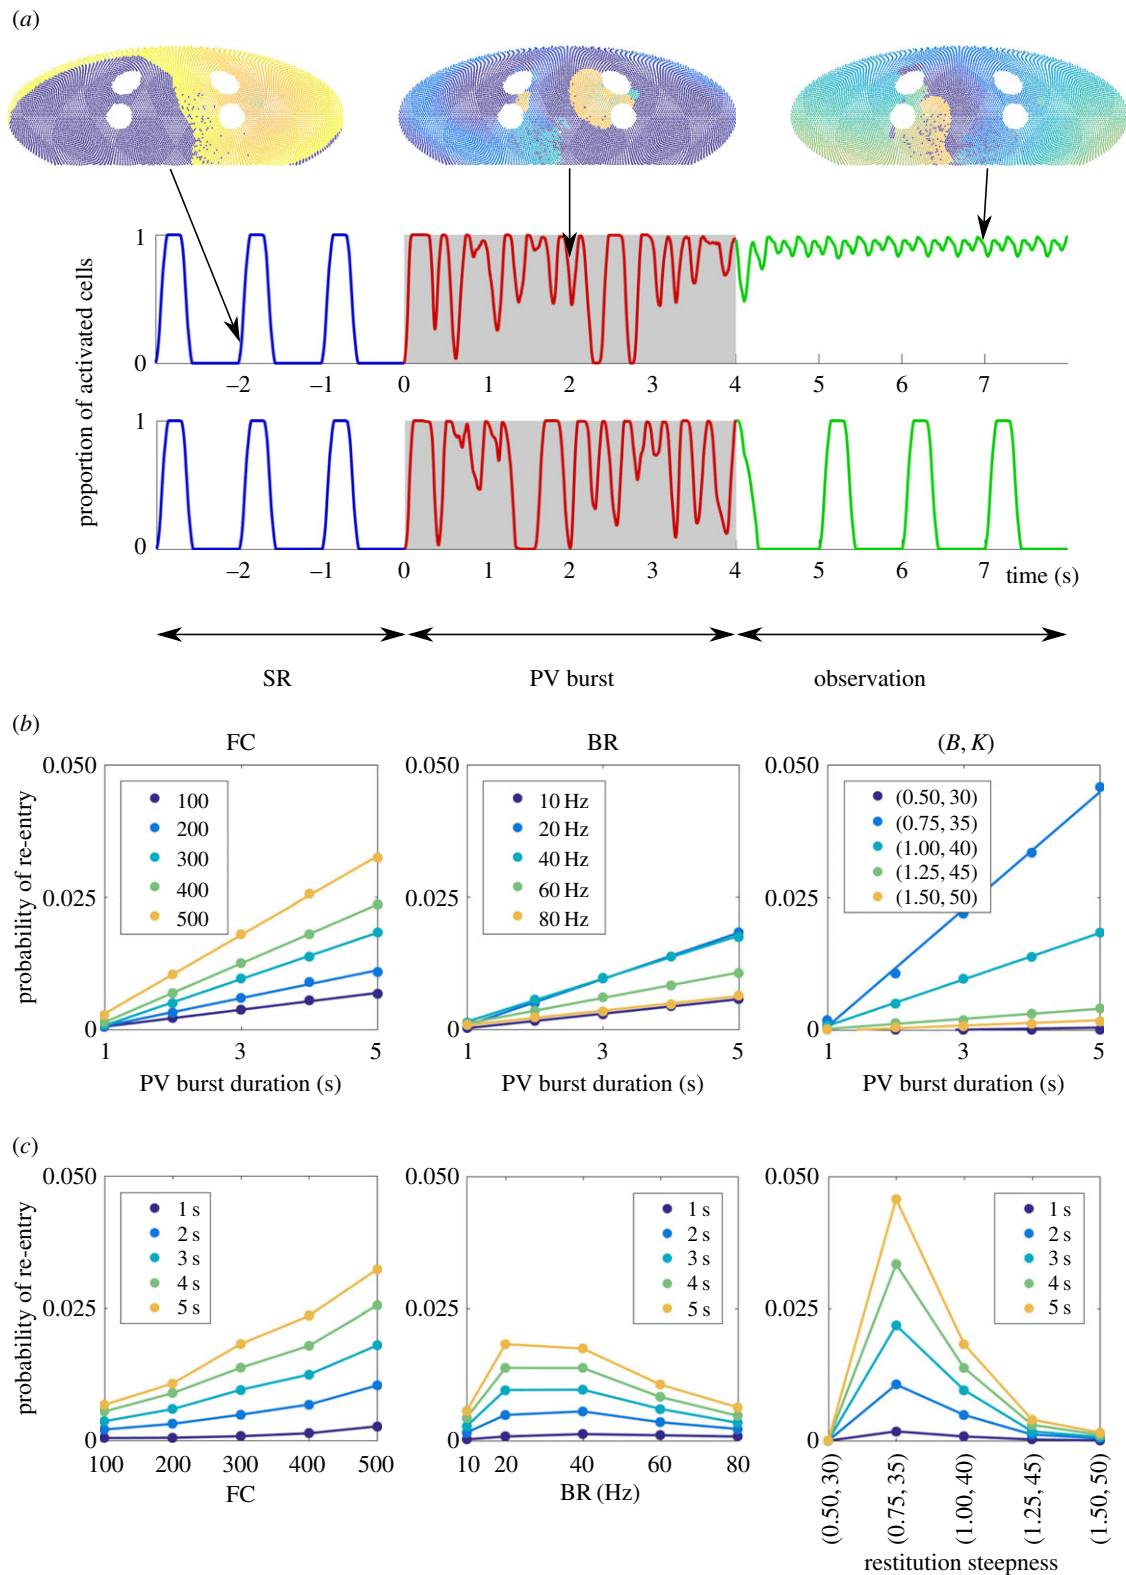 (a)
proportion of activated cells
1
0
–2 –1 0 1 2 3 4 5 6 7
1
0
–2 –1 0 1 2 3 4 5 6 7 time (s)
SR PV burst observation
(b)
FC BR (B, K)
probability of re-entry
0.050
0.025
0
100
200
300
400
500
1 3 5
PV burst duration (s)
0.050
0.025
0
10 Hz
20 Hz
40 Hz
60 Hz
80 Hz
1 3 5
PV burst duration (s)
0.050
0.025
0
(0.50, 30)
(0.75, 35)
(1.00, 40)
(1.25, 45)
(1.50, 50)
1 3 5
PV burst duration (s)
(c)
probability of re-entry
0.050
0.025
0
1 s
2 s
3 s
4 s
5 s
100 200 300 400 500
FC
0.050
0.025
0
1 s
2 s
3 s
4 s
5 s
10 20 40 60 80
BR (Hz)
0.050
0.025
0
1 s
2 s
3 s
4 s
5 s
(0.50, 30)
(0.75, 35)
(1.00, 40)
(1.25, 45)
(1.50, 50)
restitution steepness